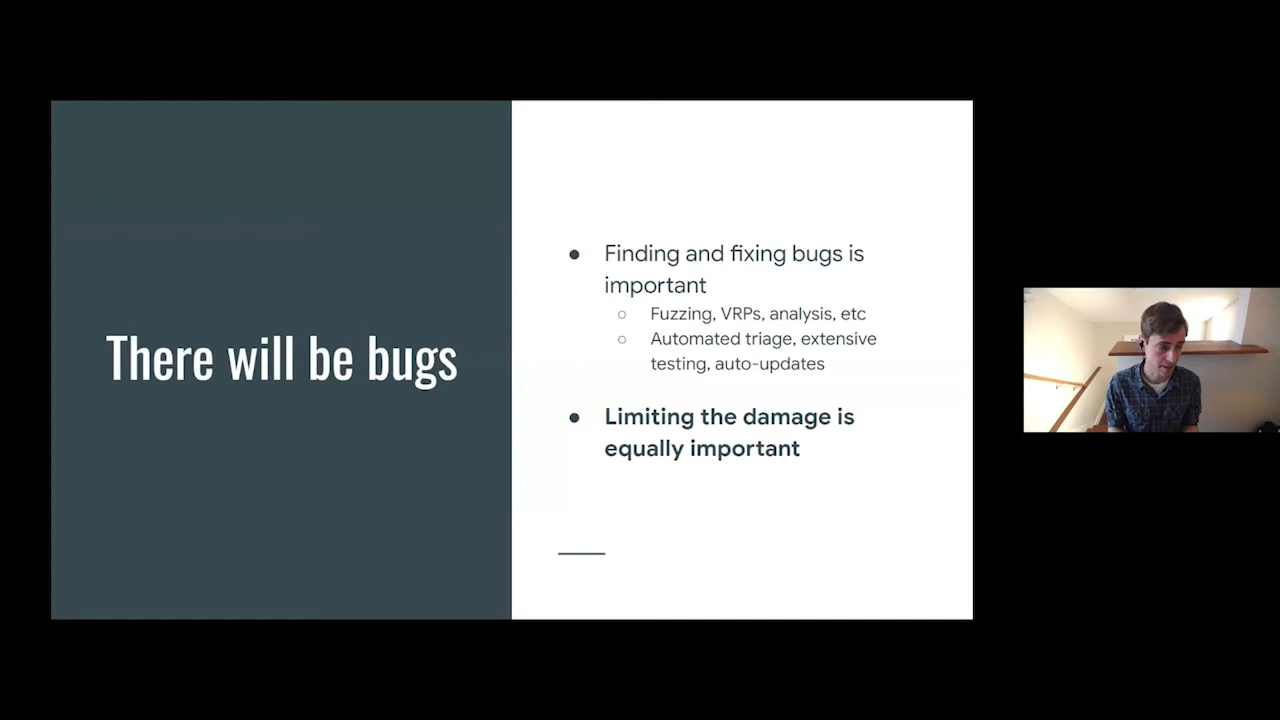 There will be bugs
Finding and fixing bugs is
important
Fuzzing, VRPs, analysis, etc
Automated triage, extensive
testing, auto-updates
Limiting the damage is
equally important